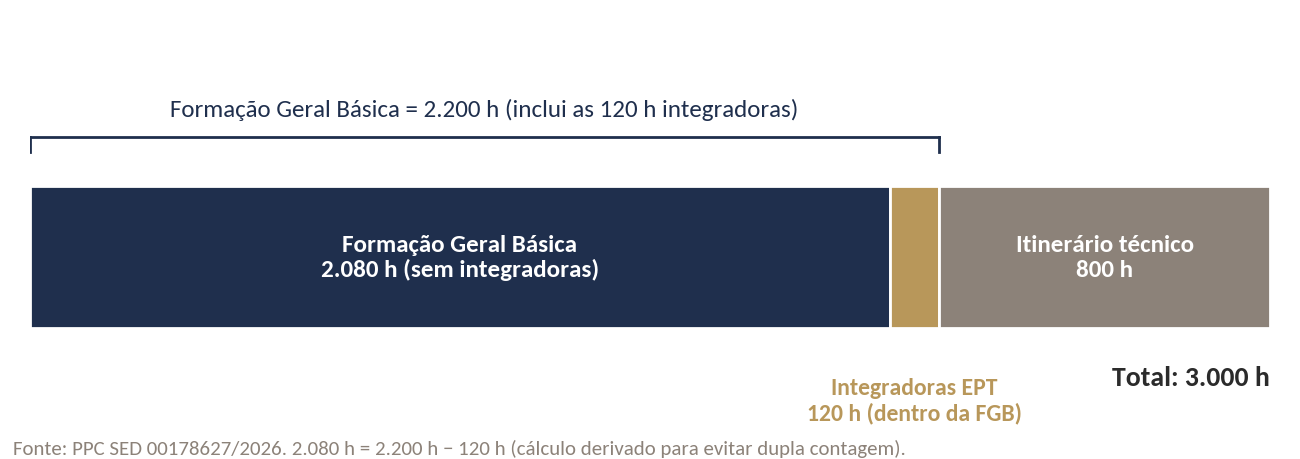 Formação Geral Básica = 2.200 h (inclui as 120 h integradoras)
Formação Geral Básica
2.080 h (sem integradoras)
Itinerário técnico
800 h
Total: 3.000 h
Integradoras EPT
120 h (dentro da FGB)
Fonte: PPC SED 00178627/2026. 2.080 h = 2.200 h − 120 h (cálculo derivado para evitar dupla contagem).